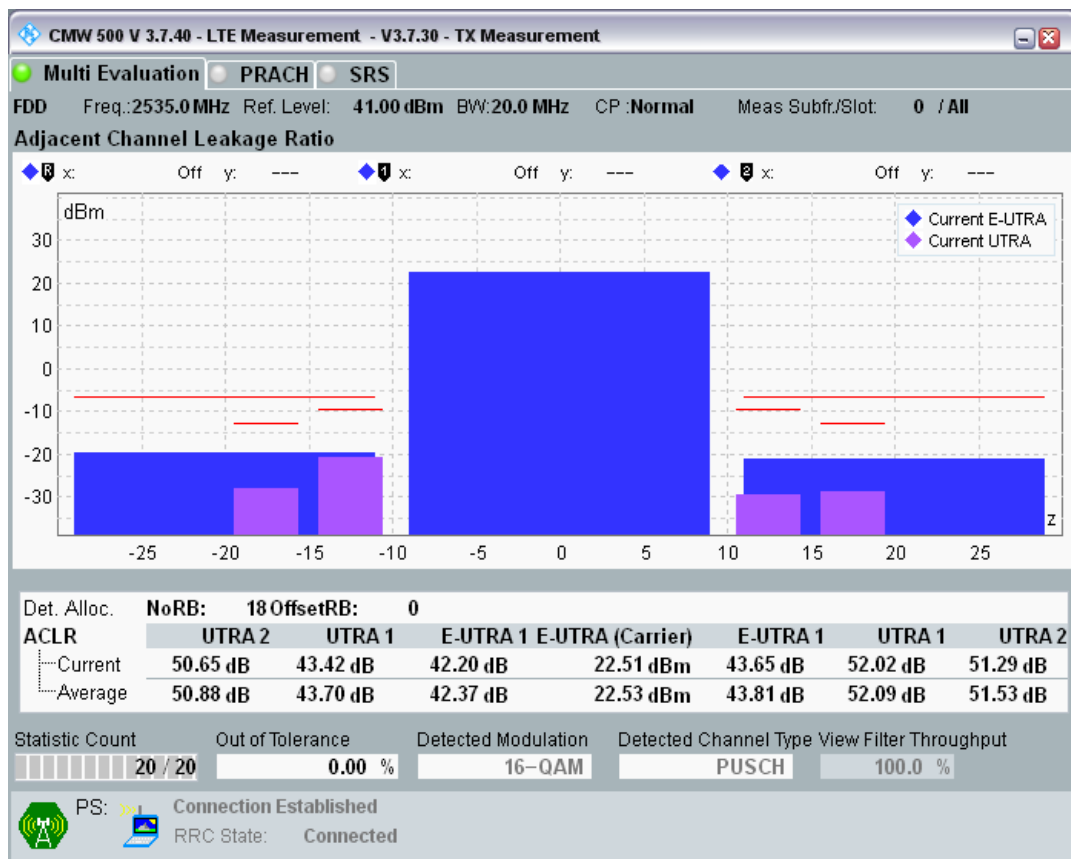 CMW 500 V 3.7.40 - LTE Measurement - V3.7.30 - TX Measurement
Multi Evaluation PRACH SRS
FDD Freq.:2535.0 MHz Ref. Level: 41.00 dBm BW:20.0 MHz CP :Normal Meas Subfr./Slot: 0 / All
Adjacent Channel Leakage Ratio
R x: Off y: --- 1 x: Off y: --- 2 x: Off y: ---
dBm
Current E-UTRA
Current UTRA
30
20
10
0
-10
-20
-30
z
-25 -20 -15 -10 -5 0 5 10 15 20 25
Det. Alloc. NoRB: 18 OffsetRB: 0
ACLR UTRA 2 UTRA 1 E-UTRA 1 E-UTRA (Carrier) E-UTRA 1 UTRA 1 UTRA 2
Current 50.65 dB 43.42 dB 42.20 dB 22.51 dBm 43.65 dB 52.02 dB 51.29 dB
Average 50.88 dB 43.70 dB 42.37 dB 22.53 dBm 43.81 dB 52.09 dB 51.53 dB
Statistic Count Out of Tolerance Detected Modulation Detected Channel Type View Filter Throughput
20 / 20 0.00 % 16-QAM PUSCH 100.0 %
PS: Connection Established
RRC State: Connected